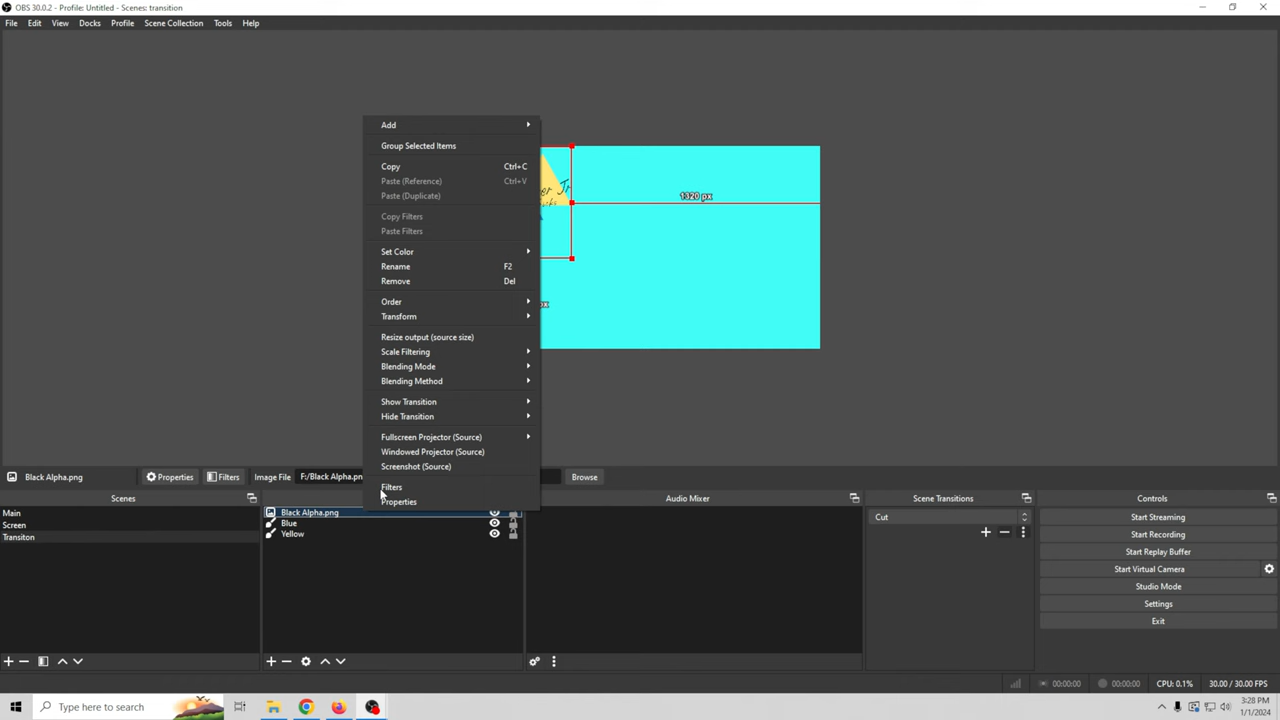 OBS 30.0.2 - Profile: Untitled - Scenes: transition
File Edit View Docks Profile Scene Collection Tools Help
Add
Group Selected Items
Copy Ctrl+C
Paste (Reference) Ctrl+V
Paste (Duplicate)
Copy Filters
Paste Filters
Set Color
Rename F2
Remove Del
Order
Transform
Resize output (source size)
Scale Filtering
Blending Mode
Blending Method
Show Transition
Hide Transition
Fullscreen Projector (Source)
Windowed Projector (Source)
Screenshot (Source)
Filters
Properties
er Jr
1320 px
px
Black Alpha.png Properties Filters Image File F:/Black Alpha.pn Browse
Scenes Audio Mixer Scene Transitions Controls
Main
Screen
Transiton
Black Alpha.png
Blue
Yellow
Cut
Start Streaming
Start Recording
Start Replay Buffer
Start Virtual Camera
Studio Mode
Settings
Exit
00:00:00 00:00:00 CPU: 0.1% 30.00 / 30.00 FPS
Type here to search
3:28 PM
1/1/2024